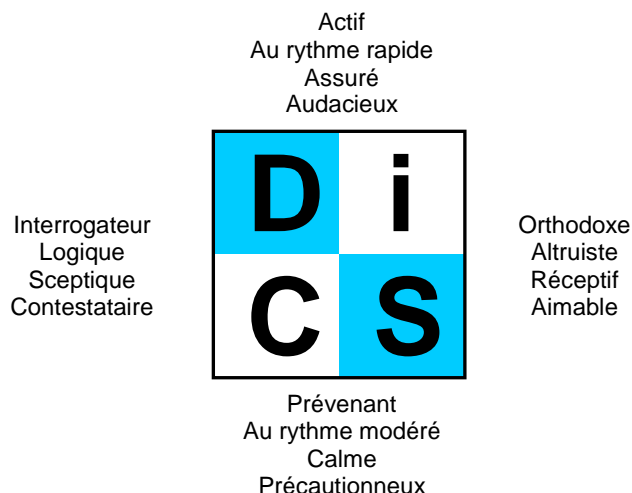 Actif
Au rythme rapide
Assuré
Audacieux
D i
Interrogateur
Logique
Sceptique
Contestataire
Orthodoxe
Altruiste
Réceptif
Aimable
C S
Prévenant
Au rythme modéré
Calme
Précautionneux